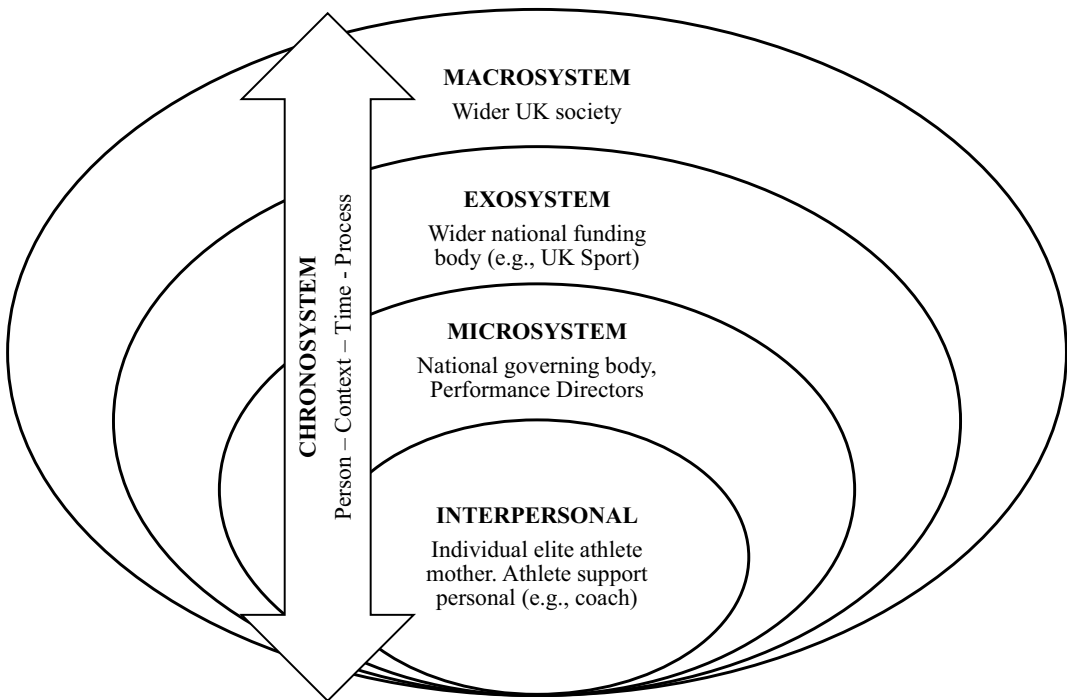 MACROSYSTEM
Wider UK society
EXOSYSTEM
Wider national funding
body (e.g., UK Sport)
MICROSYSTEM
National governing body,
Performance Directors
INTERPERSONAL
Individual elite athlete
mother. Athlete support
personal (e.g., coach)
CHRONOSYSTEM
Person – Context – Time - Process